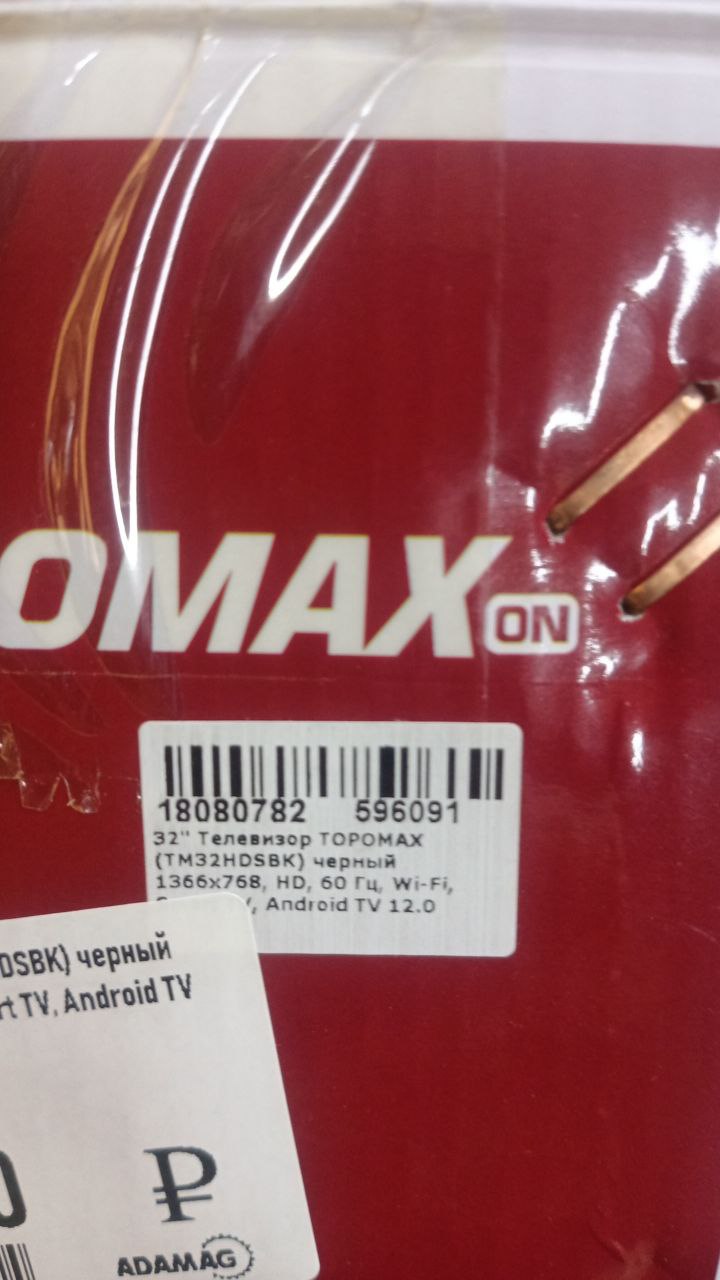 OMAX ON
18080782 596091
32" Телевизор TOPOMAX
(TM32HDSBK) черный
1366x768, HD, 60 Гц, Wi-Fi,
Android TV 12.0
DSBK) черный
rt TV, Android TV
0 ₽
ADAMAG